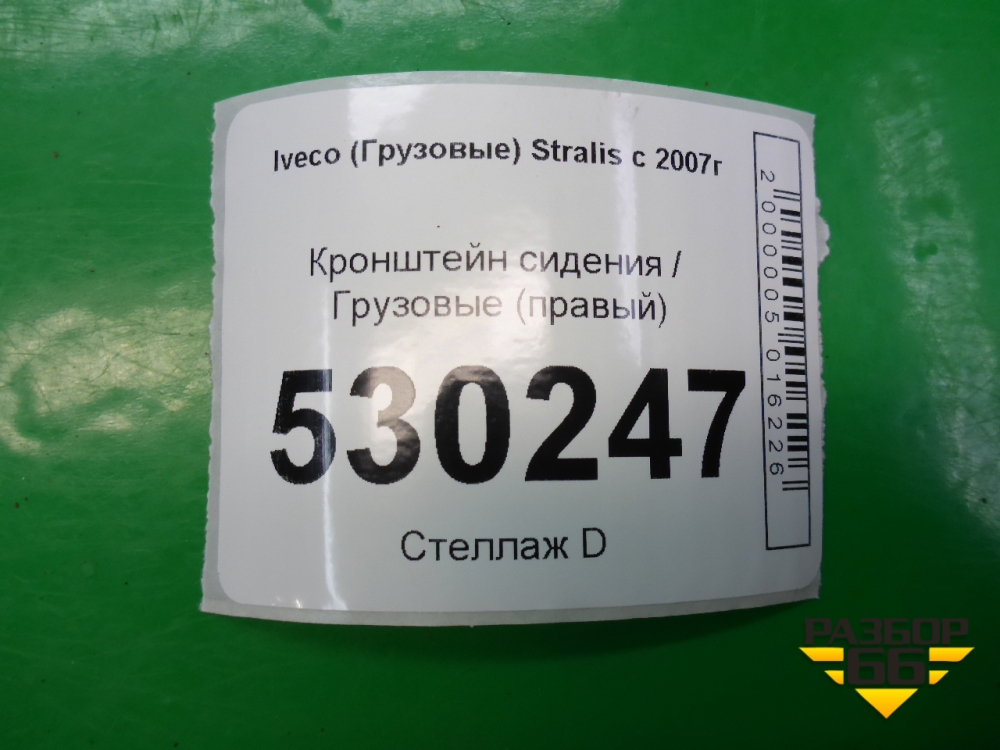 Iveco (Грузовые) Stralis с 2007г
Кронштейн сидения /
Грузовые (правый)
530247
Стеллаж D
2000005016226
РАЗБОР
66